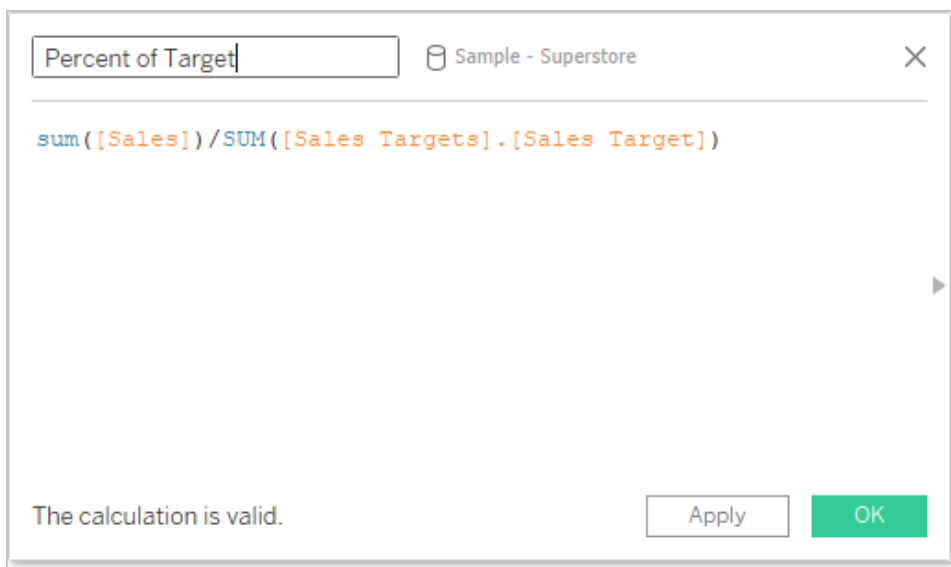 Percent of Target
Sample - Superstore
sum([Sales])/SUM([Sales Targets].[Sales Target])
The calculation is valid.
Apply
OK